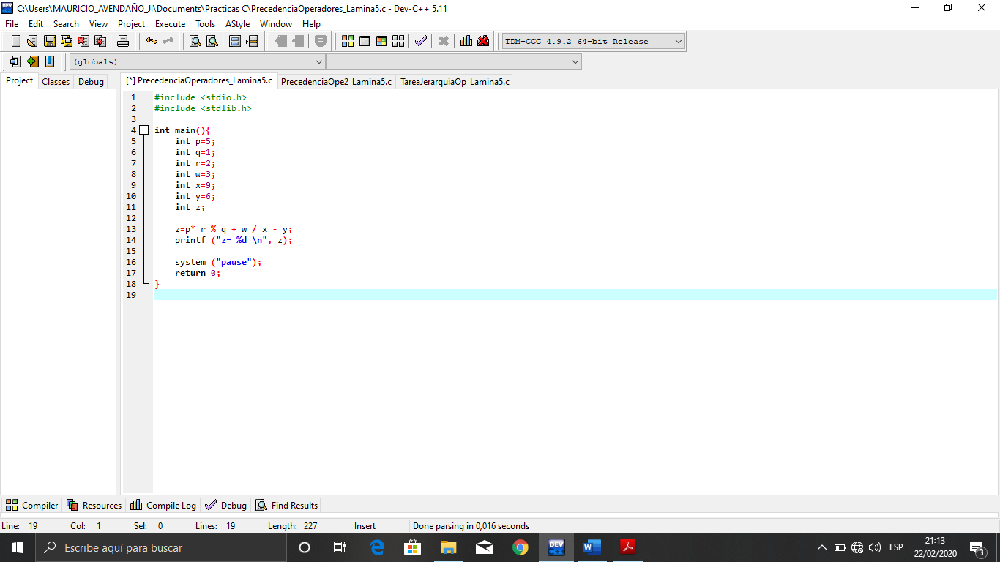 C:\Users\MAURICIO_AVENDAÑO_JI\Documents\Practicas C\PrecedenciaOperadores_Lamina5.c - Dev-C++ 5.11
File Edit Search View Project Execute Tools AStyle Window Help
TDM-GCC 4.9.2 64-bit Release
(globals)
Project Classes Debug [*] PrecedenciaOperadores_Lamina5.c PrecedenciaOpe2_Lamina5.c TareaJerarquiaOp_Lamina5.c
1 #include <stdio.h>
2 #include <stdlib.h>
3
4 int main(){
5 int p=5;
6 int q=1;
7 int r=2;
8 int w=3;
9 int x=9;
10 int y=6;
11 int z;
12
13 z=p* r % q + w / x - y;
14 printf ("z= %d \n", z);
15
16 system ("pause");
17 return 0;
18 }
19
Compiler Resources Compile Log Debug Find Results
Line: 19 Col: 1 Sel: 0 Lines: 19 Length: 227 Insert Done parsing in 0,016 seconds
Escribe aquí para buscar
DEV
ESP
21:13
22/02/2020
3